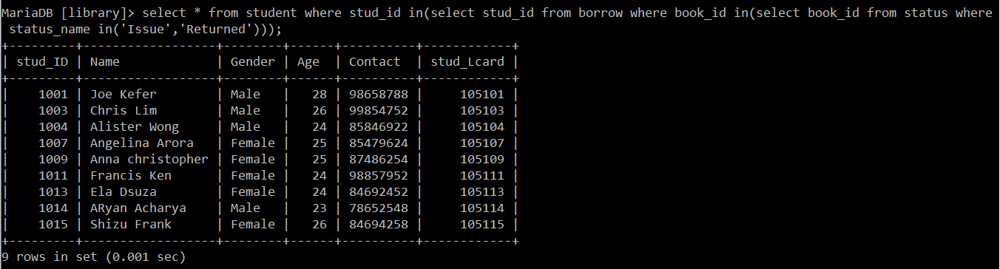 MariaDB [library]> select * from student where stud_id in(select stud_id from borrow where book_id in(select book_id from status where
 status_name in('Issue','Returned')));
+---------+-----------------+--------+------+----------+------------+
| stud_ID | Name            | Gender | Age  | Contact  | stud_Lcard |
+---------+-----------------+--------+------+----------+------------+
|    1001 | Joe Kefer       | Male   |   28 | 98658788 |     105101 |
|    1003 | Chris Lim       | Male   |   26 | 99854752 |     105103 |
|    1004 | Alister Wong    | Male   |   24 | 85846922 |     105104 |
|    1007 | Angelina Arora  | Female |   25 | 85479624 |     105107 |
|    1009 | Anna christopher | Female |   25 | 87486254 |     105109 |
|    1011 | Francis Ken     | Female |   24 | 98857952 |     105111 |
|    1013 | Ela Dsuza       | Female |   24 | 84692452 |     105113 |
|    1014 | ARyan Acharya   | Male   |   23 | 78652548 |     105114 |
|    1015 | Shizu Frank     | Female |   26 | 84694258 |     105115 |
+---------+-----------------+--------+------+----------+------------+
9 rows in set (0.001 sec)